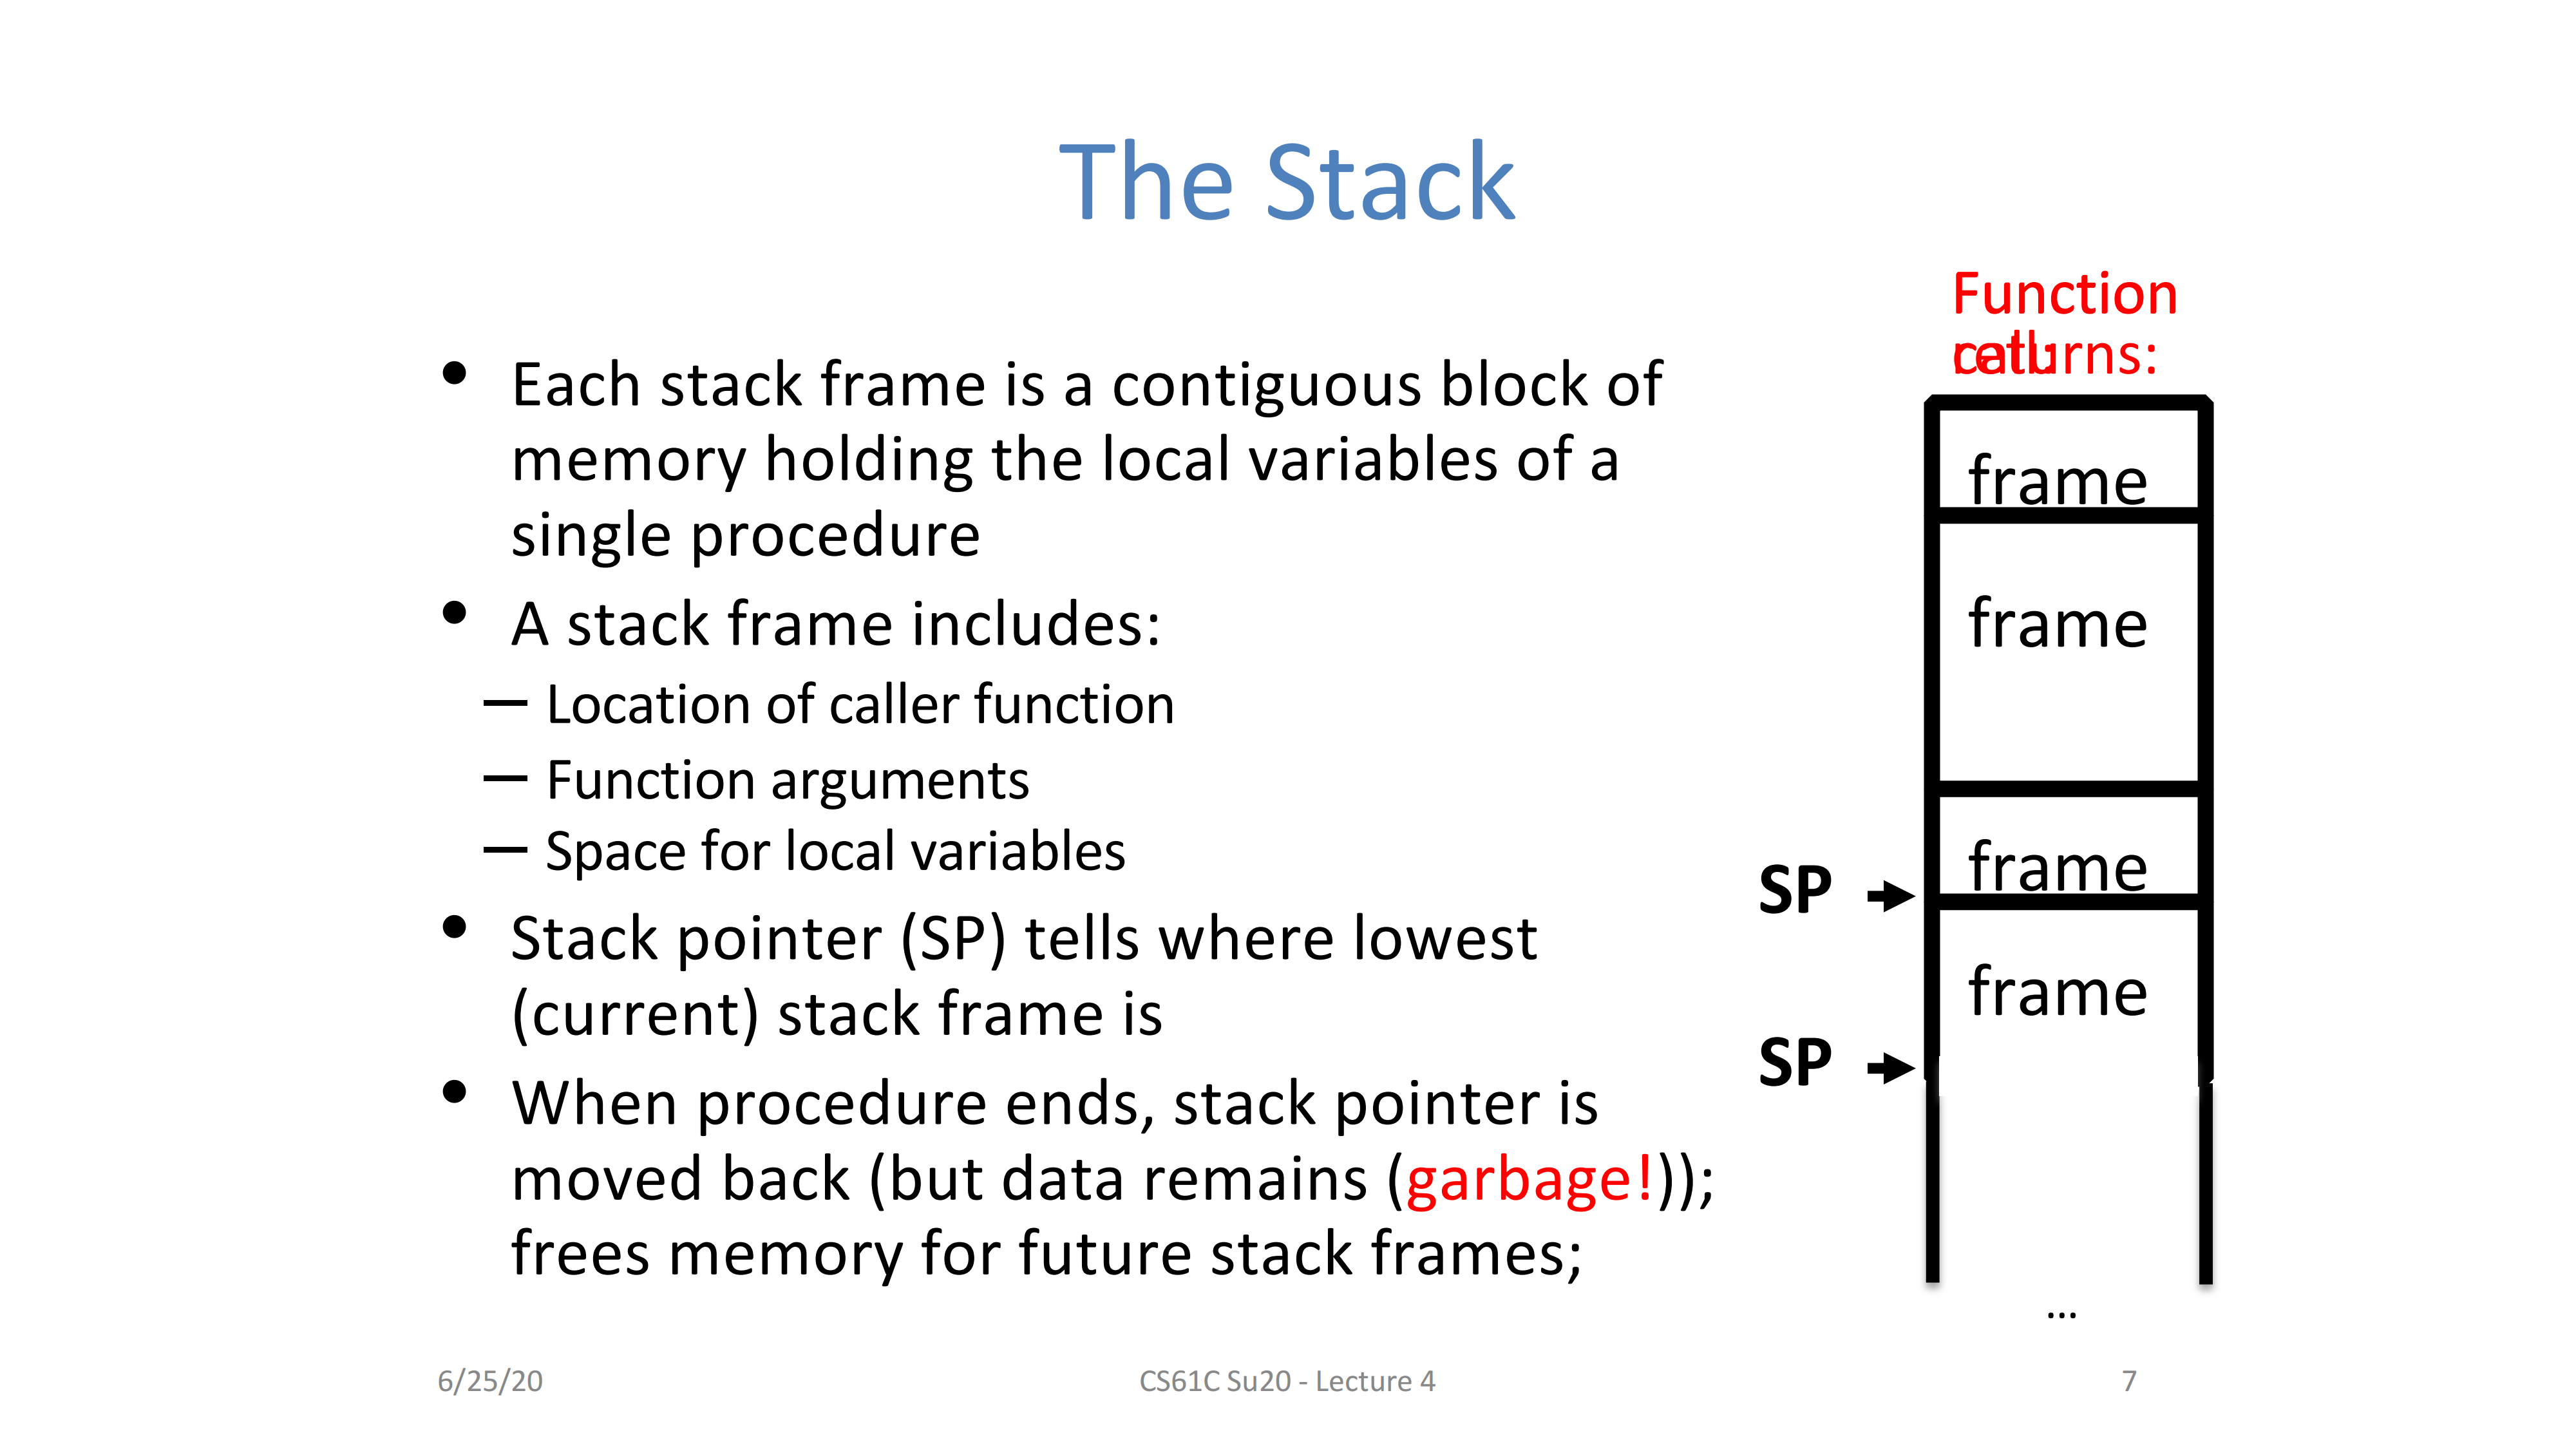 The Stack
• Each stack frame is a contiguous block of
memory holding the local variables of a
single procedure
• A stack frame includes:
– Location of caller function
– Function arguments
– Space for local variables
• Stack pointer (SP) tells where lowest
(current) stack frame is
• When procedure ends, stack pointer is
moved back (but data remains (garbage!));
frees memory for future stack frames;
Function
call:
returns:
frame
frame
frame
SP
frame
SP
...
6/25/20
CS61C Su20 - Lecture 4
7